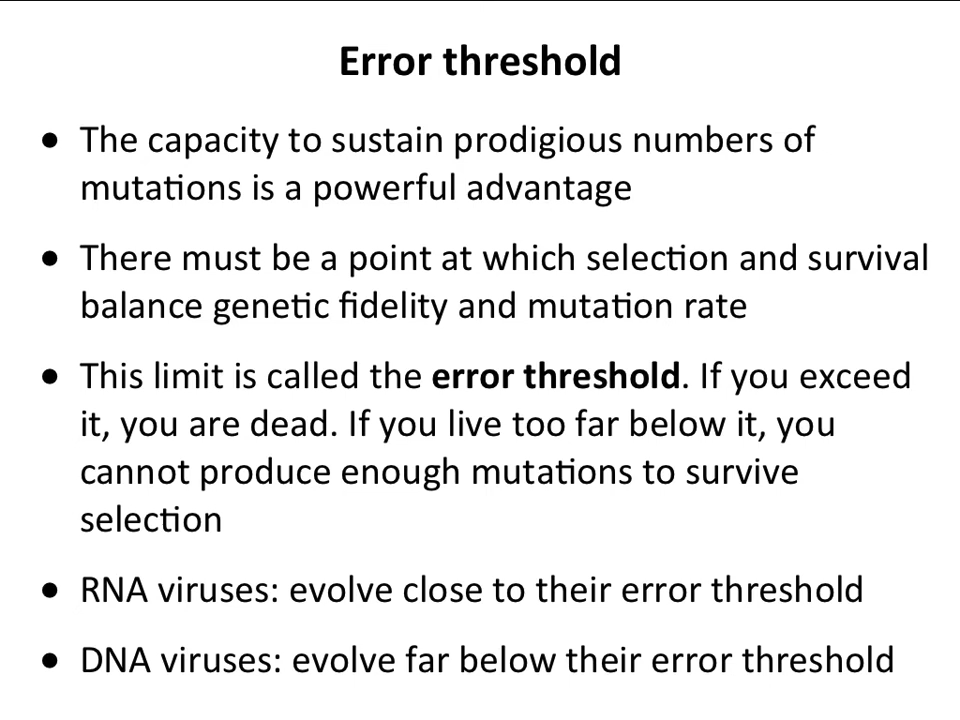 Error threshold
• The capacity to sustain prodigious numbers of
mutations is a powerful advantage
• There must be a point at which selection and survival
balance genetic fidelity and mutation rate
• This limit is called the error threshold. If you exceed
it, you are dead. If you live too far below it, you
cannot produce enough mutations to survive
selection
• RNA viruses: evolve close to their error threshold
• DNA viruses: evolve far below their error threshold